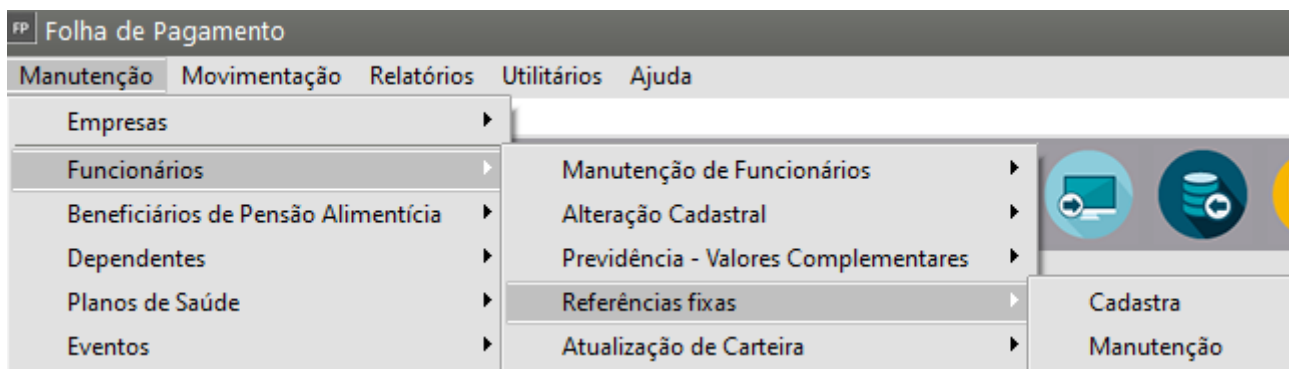 FP Folha de Pagamento
Manutenção Movimentação Relatórios Utilitários Ajuda
Empresas
Funcionários
Beneficiários de Pensão Alimentícia
Dependentes
Planos de Saúde
Eventos
Manutenção de Funcionários
Alteração Cadastral
Previdência - Valores Complementares
Referências fixas
Atualização de Carteira
Cadastra
Manutenção